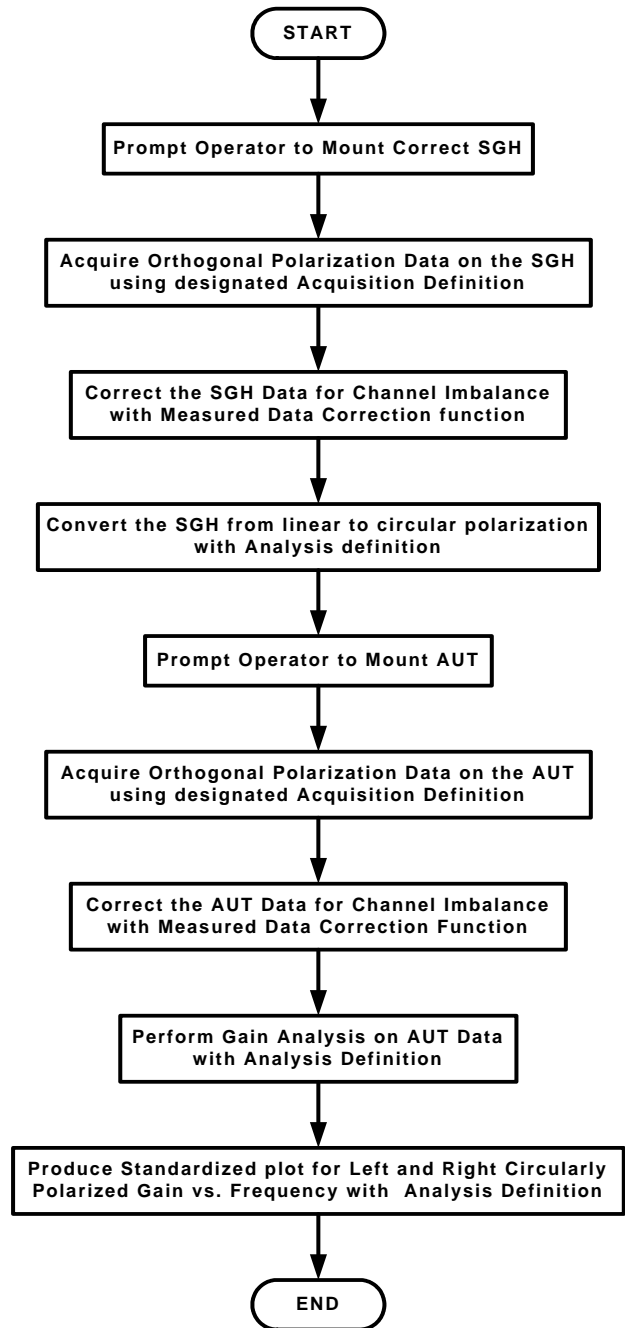 START
Prompt Operator to Mount Correct SGH
Acquire Orthogonal Polarization Data on the SGH
using designated Acquisition Definition
Correct the SGH Data for Channel Imbalance
with Measured Data Correction function
Convert the SGH from linear to circular polarization
with Analysis definition
Prompt Operator to Mount AUT
Acquire Orthogonal Polarization Data on the AUT
using designated Acquisition Definition
Correct the AUT Data for Channel Imbalance
with Measured Data Correction Function
Perform Gain Analysis on AUT Data
with Analysis Definition
Produce Standardized plot for Left and Right Circularly
Polarized Gain vs. Frequency with Analysis Definition
END